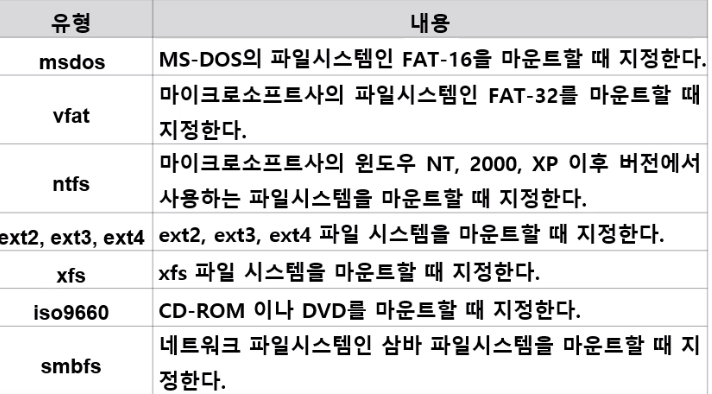 유형 내용
msdos MS-DOS의 파일시스템인 FAT-16을 마운트할 때 지정한다.
vfat 마이크로소프트사의 파일시스템인 FAT-32를 마운트할 때
지정한다.
ntfs 마이크로소프트사의 윈도우 NT, 2000, XP 이후 버전에서
사용하는 파일시스템을 마운트할 때 지정한다.
ext2, ext3, ext4 ext2, ext3, ext4 파일 시스템을 마운트할 때 지정한다.
xfs xfs 파일 시스템을 마운트할 때 지정한다.
iso9660 CD-ROM 이나 DVD를 마운트할 때 지정한다.
smbfs 네트워크 파일시스템인 삼바 파일시스템을 마운트할 때 지
정한다.